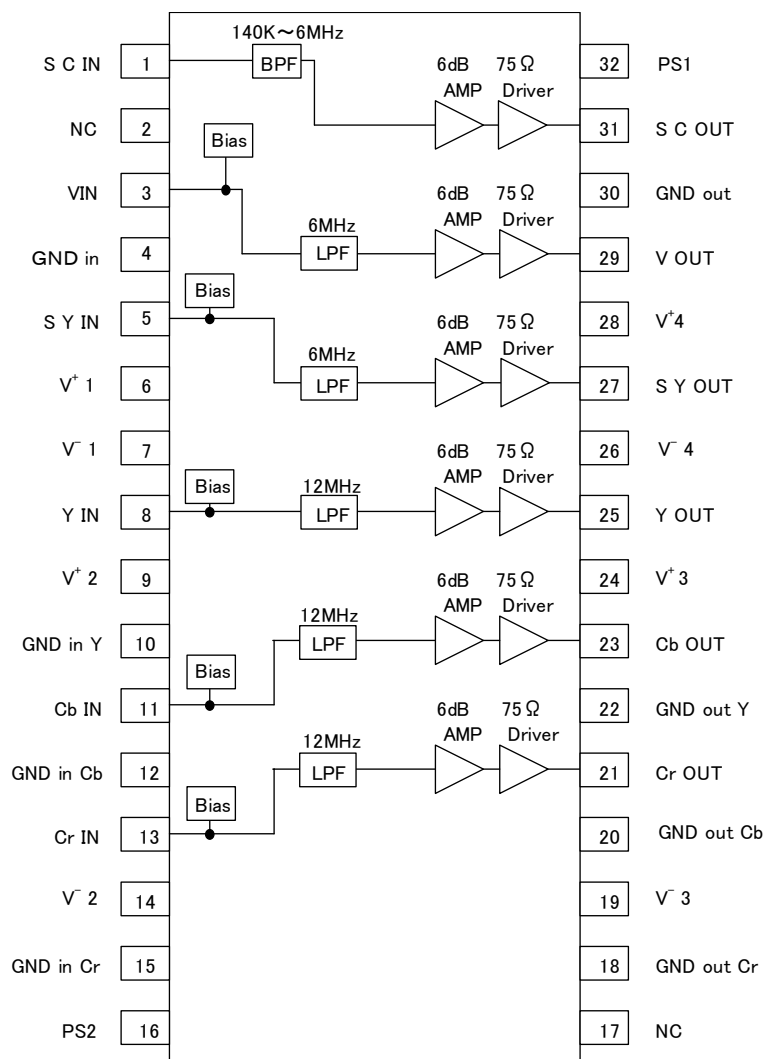 140K～6MHz
S C IN 1 BPF 6dB 75Ω 32 PS1
AMP Driver
NC 2 31 S C OUT
Bias
VIN 3 6dB 75Ω 30 GND out
6MHz AMP Driver
GND in 4 LPF 29 V OUT
Bias
S Y IN 5 6dB 75Ω 28 V+4
6MHz AMP Driver
V+ 1 6 LPF 27 S Y OUT
V- 1 7 6dB 75Ω 26 V- 4
Bias 12MHz AMP Driver
Y IN 8 LPF 25 Y OUT
V+ 2 9 6dB 75Ω 24 V+3
12MHz AMP Driver
GND in Y 10 LPF 23 Cb OUT
Bias
Cb IN 11 6dB 75Ω 22 GND out Y
12MHz AMP Driver
GND in Cb 12 LPF 21 Cr OUT
Bias
Cr IN 13 20 GND out Cb
V- 2 14 19 V- 3
GND in Cr 15 18 GND out Cr
PS2 16 17 NC